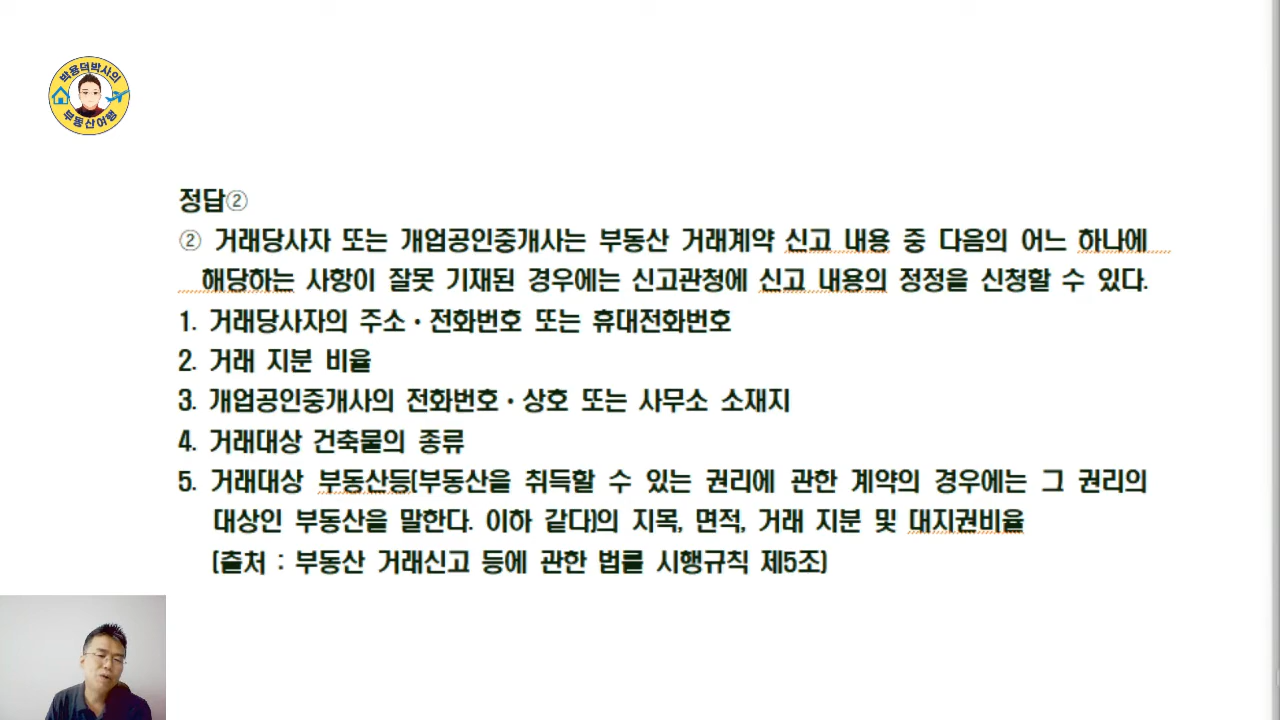 박용덕박사의
부동산여행
정답②
② 거래당사자 또는 개업공인중개사는 부동산 거래계약 신고 내용 중 다음의 어느 하나에
해당하는 사항이 잘못 기재된 경우에는 신고관청에 신고 내용의 정정을 신청할 수 있다.
1. 거래당사자의 주소·전화번호 또는 휴대전화번호
2. 거래 지분 비율
3. 개업공인중개사의 전화번호·상호 또는 사무소 소재지
4. 거래대상 건축물의 종류
5. 거래대상 부동산등(부동산을 취득할 수 있는 권리에 관한 계약의 경우에는 그 권리의
대상인 부동산을 말한다. 이하 같다)의 지목, 면적, 거래 지분 및 대지권비율
(출처 : 부동산 거래신고 등에 관한 법률 시행규칙 제5조)